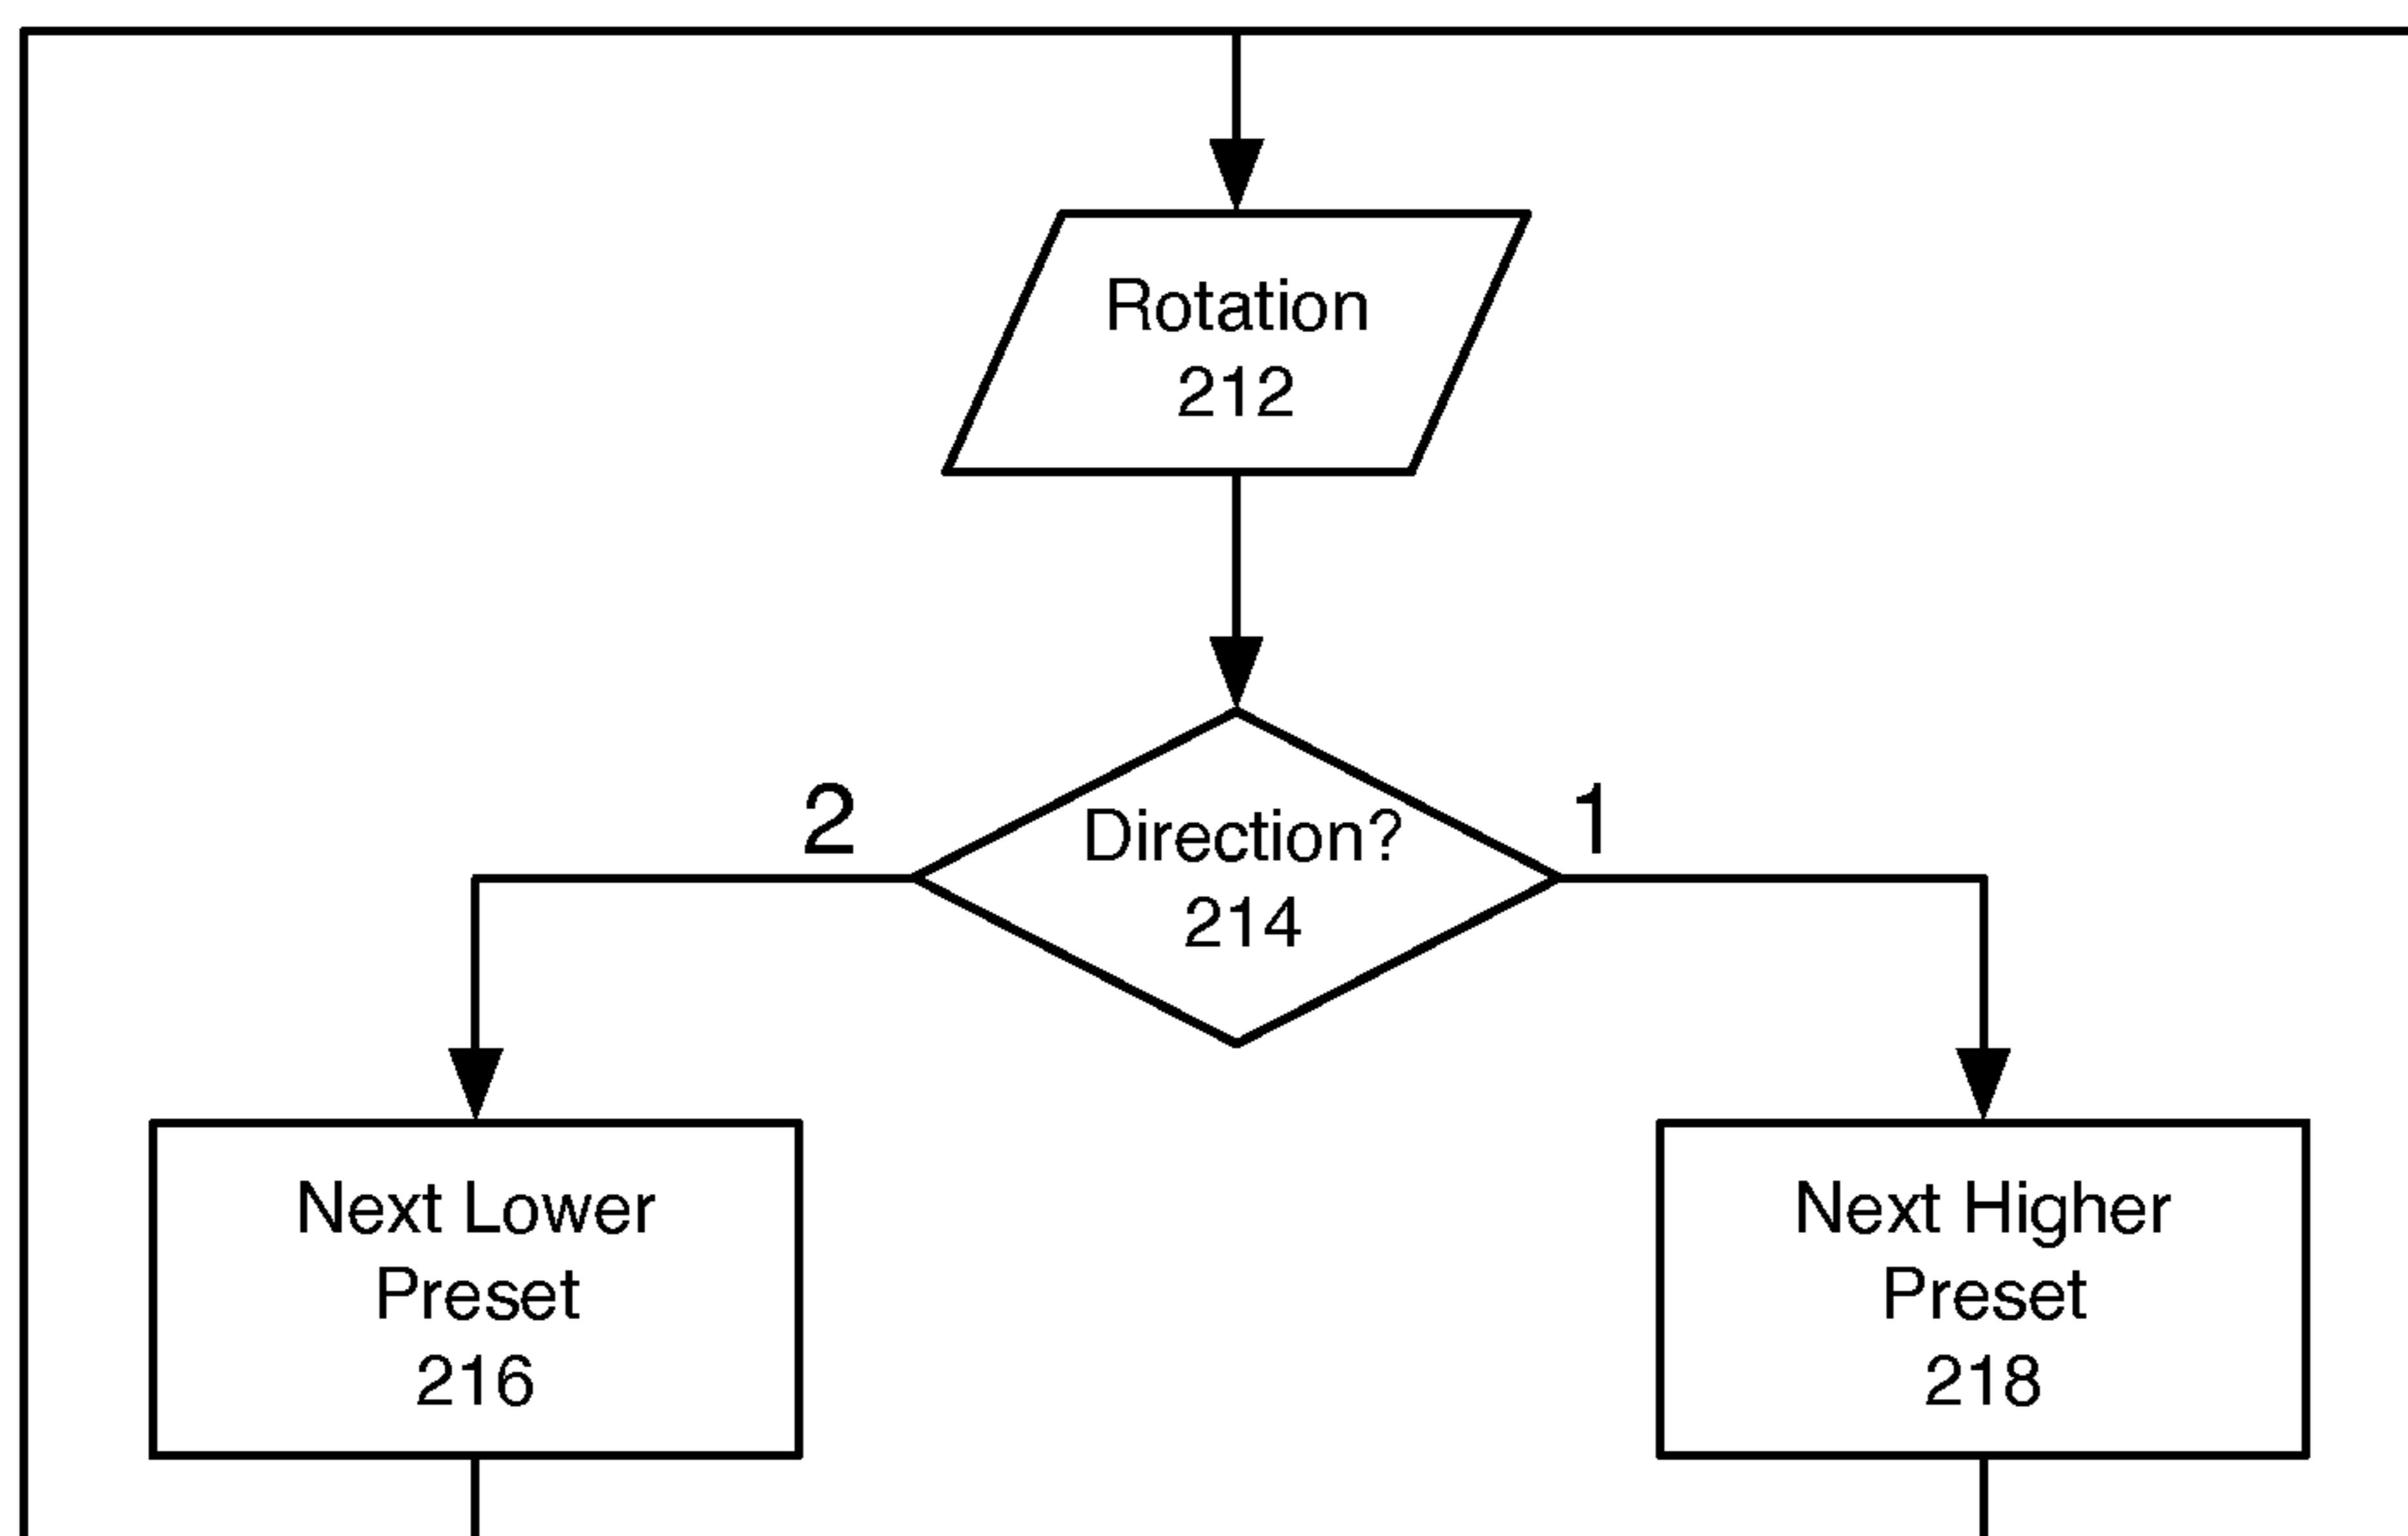 Rotation
212
2
1
Direction?
214
Next Lower
Preset
216
Next Higher
Preset
218